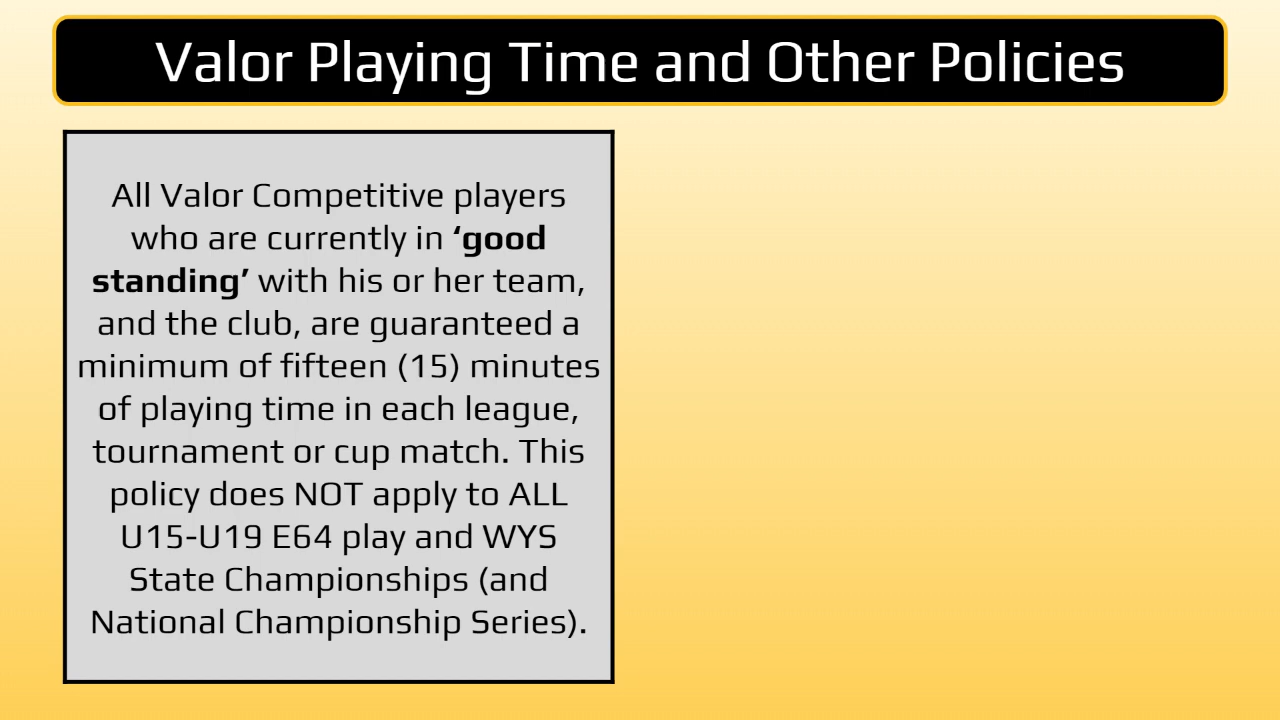 Valor Playing Time and Other Policies
All Valor Competitive players
who are currently in ‘good
standing’ with his or her team,
and the club, are guaranteed a
minimum of fifteen (15) minutes
of playing time in each league,
tournament or cup match. This
policy does NOT apply to ALL
U15-U19 E64 play and WYS
State Championships (and
National Championship Series).